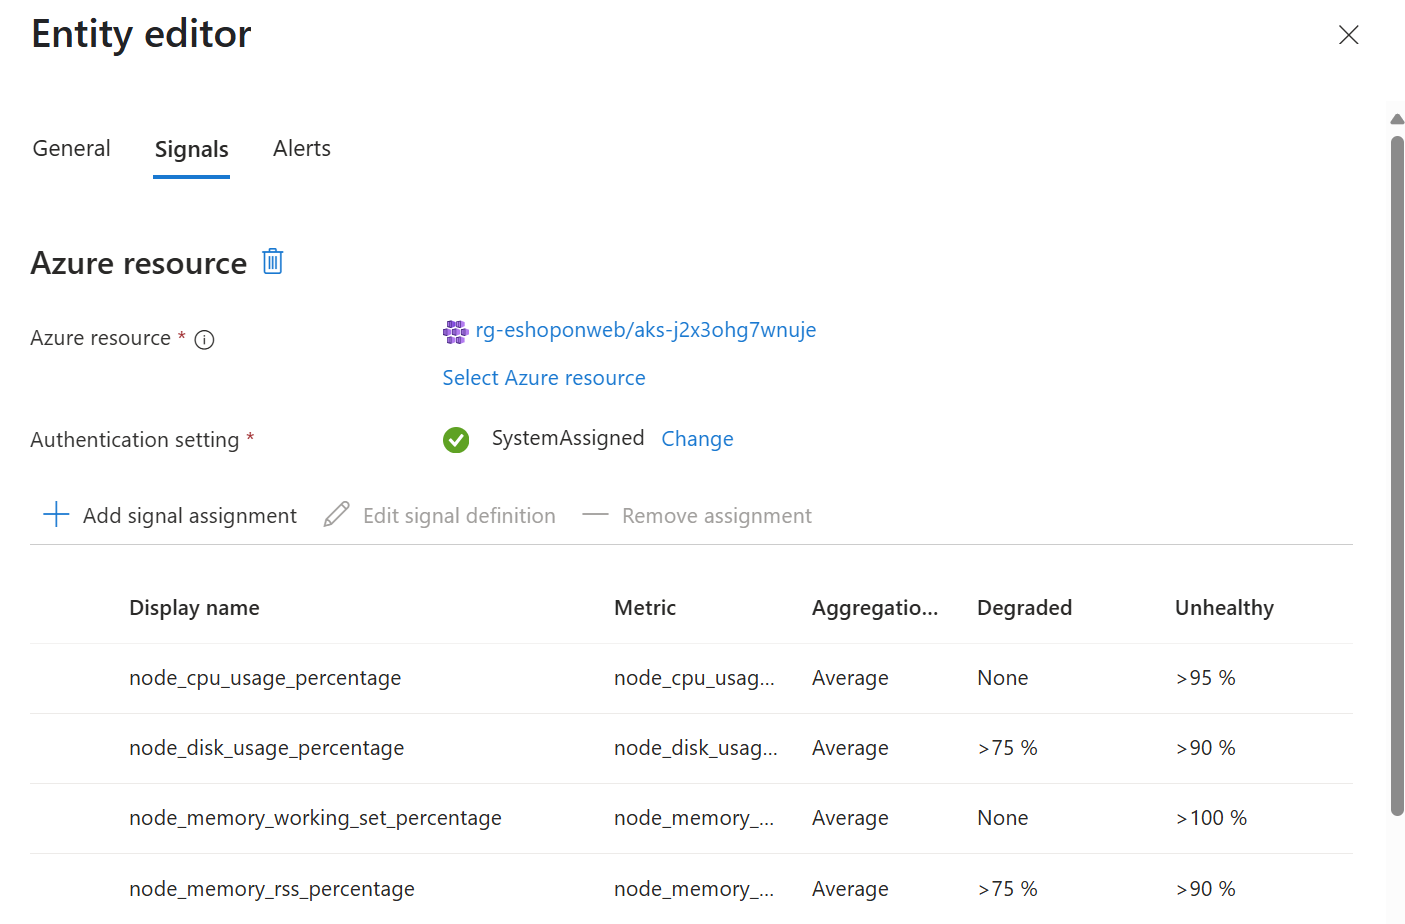 Entity editor
General Signals Alerts
Azure resource
Azure resource * rg-eshoponweb/aks-j2x3ohg7wnuje
Select Azure resource
Authentication setting * SystemAssigned Change
Add signal assignment Edit signal definition Remove assignment
Display name Metric Aggregatio... Degraded Unhealthy
node_cpu_usage_percentage node_cpu_usag... Average None >95 %
node_disk_usage_percentage node_disk_usag... Average >75 % >90 %
node_memory_working_set_percentage node_memory_... Average None >100 %
node_memory_rss_percentage node_memory_... Average >75 % >90 %